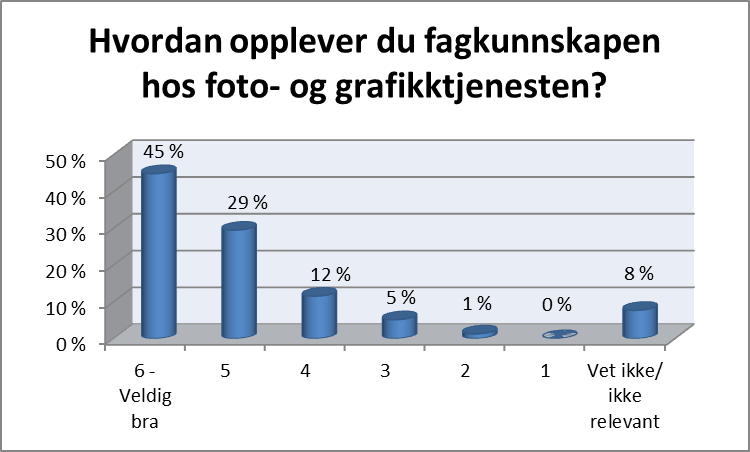 Hvordan opplever du fagkunnskapen
hos foto- og grafikktjenesten?
50 %
40 %
30 %
20 %
10 %
0 %
45 %
29 %
12 %
5 %
1 %
0 %
8 %
6 -
Veldig
bra
5
4
3
2
1
Vet ikke/
ikke
relevant